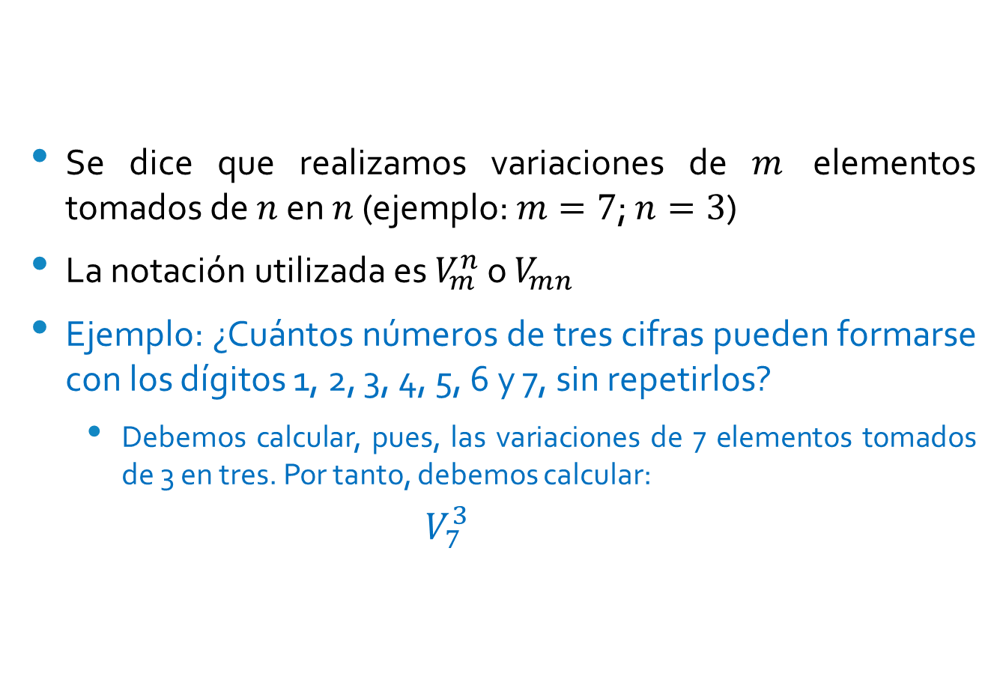 • Se dice que realizamos variaciones de $m$ elementos
tomados de $n$ en $n$ (ejemplo: $m = 7$; $n = 3$)
• La notación utilizada es $V_m^n$ o $V_{mn}$
• Ejemplo: ¿Cuántos números de tres cifras pueden formarse
con los dígitos 1, 2, 3, 4, 5, 6 y 7, sin repetirlos?
• Debemos calcular, pues, las variaciones de 7 elementos tomados
de 3 en tres. Por tanto, debemos calcular:
$V_7^3$